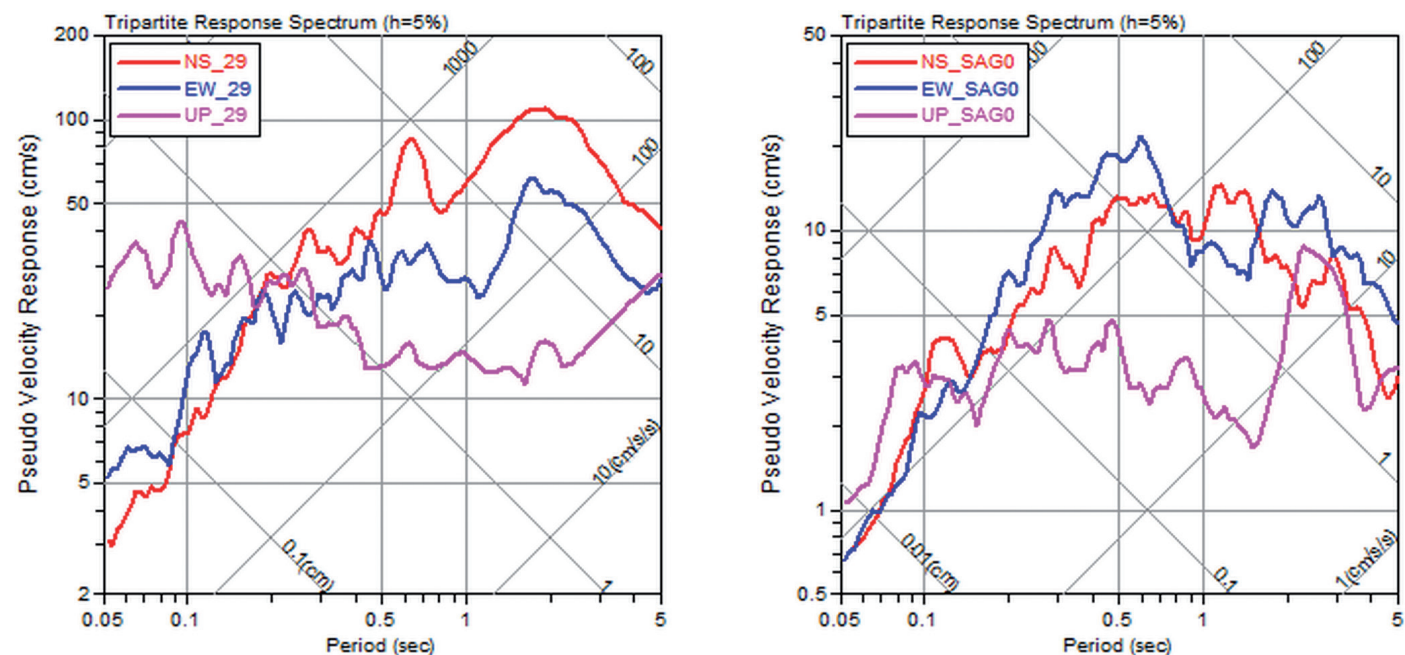 Tripartite Response Spectrum (h=5%)
200
100
50
10
5
2
Pseudo Velocity Response (cm/s)
NS_29
EW_29
UP_29
1000
100
100
10
10(cm/s/s)
0.1(cm)
1
0.05
0.1
0.5
1
5
Period (sec)
Tripartite Response Spectrum (h=5%)
50
10
5
1
0.5
Pseudo Velocity Response (cm/s)
NS_SAG0
EW_SAG0
UP_SAG0
100
10
10
1
0.01(cm)
0.1
1(cm/s/s)
0.05
0.1
0.5
1
5
Period (sec)